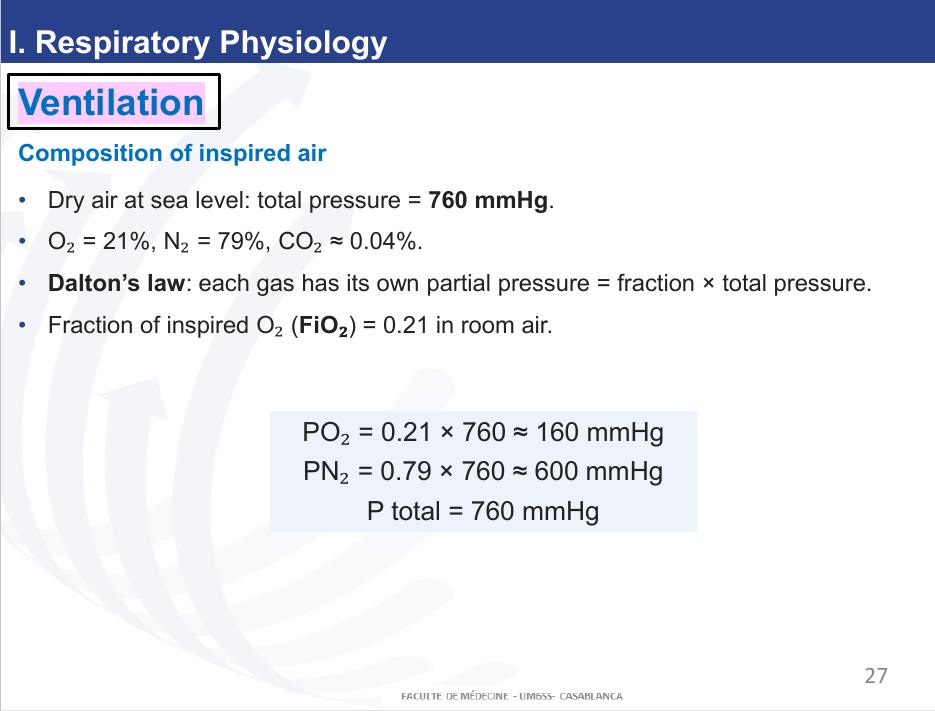 I. Respiratory Physiology
Ventilation
Composition of inspired air
• Dry air at sea level: total pressure = 760 mmHg.
• O₂ = 21%, N₂ = 79%, CO₂ ≈ 0.04%.
• Dalton’s law: each gas has its own partial pressure = fraction × total pressure.
• Fraction of inspired O₂ (FiO₂) = 0.21 in room air.
PO₂ = 0.21 × 760 ≈ 160 mmHg
PN₂ = 0.79 × 760 ≈ 600 mmHg
P total = 760 mmHg
27
FACULTE DE MÉDECINE - UM6SS- CASABLANCA